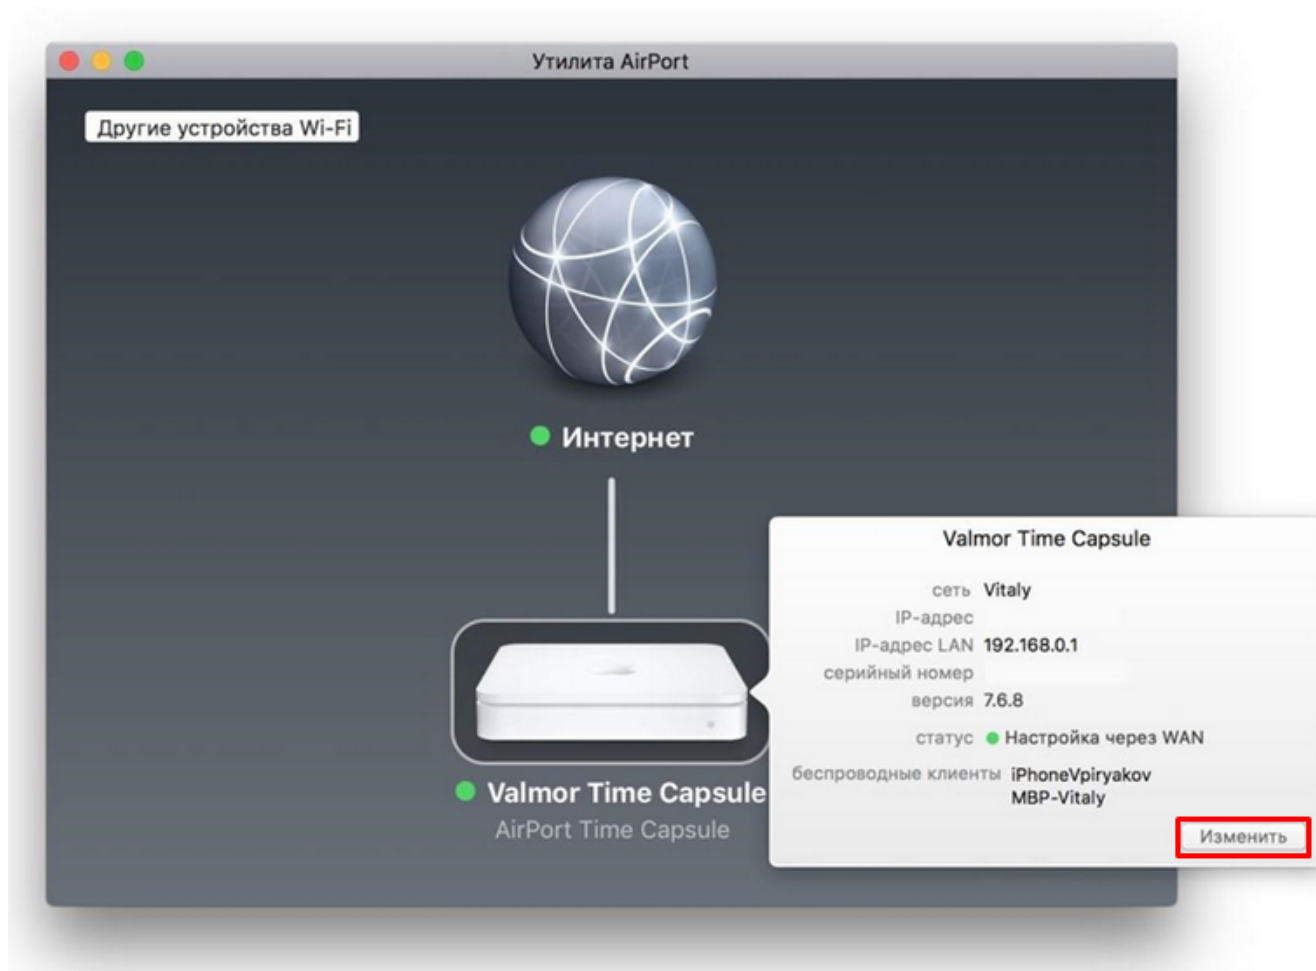 Утилита AirPort
Другие устройства Wi-Fi
Интернет
Valmor Time Capsule
AirPort Time Capsule
Valmor Time Capsule
сеть Vitaly
IP-адрес
IP-адрес LAN 192.168.0.1
серийный номер
версия 7.6.8
статус Настройка через WAN
беспроводные клиенты iPhoneVpiryakov
MBP-Vitaly
Изменить